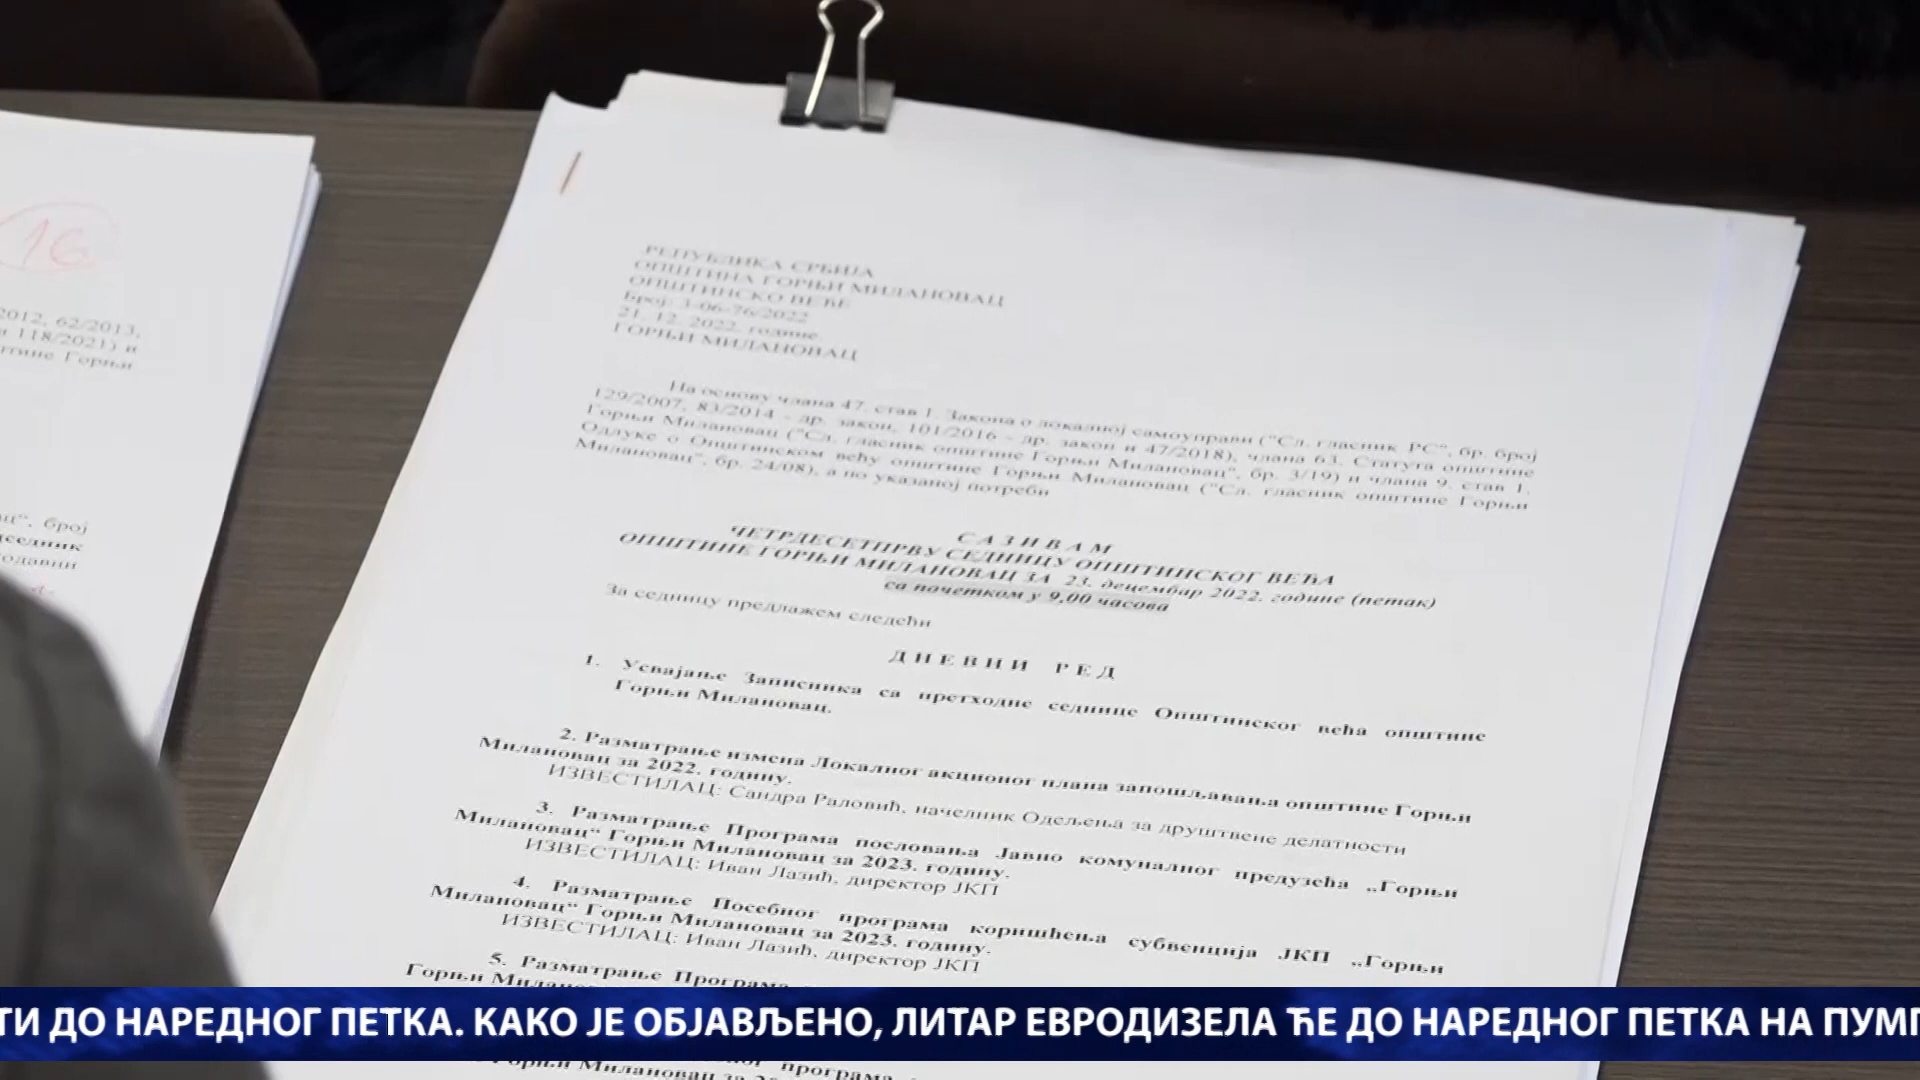 16
2012, 62/2013,
118/2021) и
штине Горњи
број
одавци
РЕПУБЛИКА СРБИЈА
ОПШТИНА ГОРЊИ МИЛАНОВАЦ
ОПШТИНСКО ВЕЋЕ
Број: 3-06-76/2022
21. 12. 2022. године
ГОРЊИ МИЛАНОВАЦ
На основу члана 47. став 1. Закона о локалној самоуправи ("Сл. гласник РС", бр. број
129/2007, 83/2014 - др. закон, 101/2016 - др. закон и 47/2018), члана 63. Статута општине
Горњи Милановац ("Сл. гласник општине Горњи Милановац", бр. 3/19) и члана 9. став 1.
Одлуке о Општинском већу општине Горњи Милановац ("Сл. гласник општине Горњи
Милановац", бр. 24/08), а по указаној потреби
С А З И В А М
ЧЕТРДЕСЕТПРВУ СЕДНИЦУ ОПШТИНСКОГ ВЕЋА
ОПШТИНЕ ГОРЊИ МИЛАНОВАЦ ЗА 23. децембар 2022. године (петак)
са почетком у 9,00 часова
За седницу предлажем следећи
Д Н Е В Н И Р Е Д
1. Усвајање Записника са претходне седнице Општинског већа општине
Горњи Милановац.
2. Разматрање измена Локалног акционог плана запошљавања општине Горњи
Милановац за 2022. годину.
ИЗВЕСТИЛАЦ: Сандра Раловић, начелник Одељења за друштвене делатности
3. Разматрање Програма пословања Јавно комуналног предузећа „Горњи
Милановац“ Горњи Милановац за 2023. годину.
ИЗВЕСТИЛАЦ: Иван Лазић, директор ЈКП
4. Разматрање Посебног програма коришћења субвенција ЈКП „Горњи
Милановац“ Горњи Милановац за 2023. годину.
ИЗВЕСТИЛАЦ: Иван Лазић, директор ЈКП
5. Разматрање Програма
Горњи
ТИ ДО НАРЕДНОГ ПЕТКА. КАКО ЈЕ ОБЈАВЉЕНО, ЛИТАР ЕВРОДИЗЕЛА ЋЕ ДО НАРЕДНОГ ПЕТКА НА ПУМП
програма